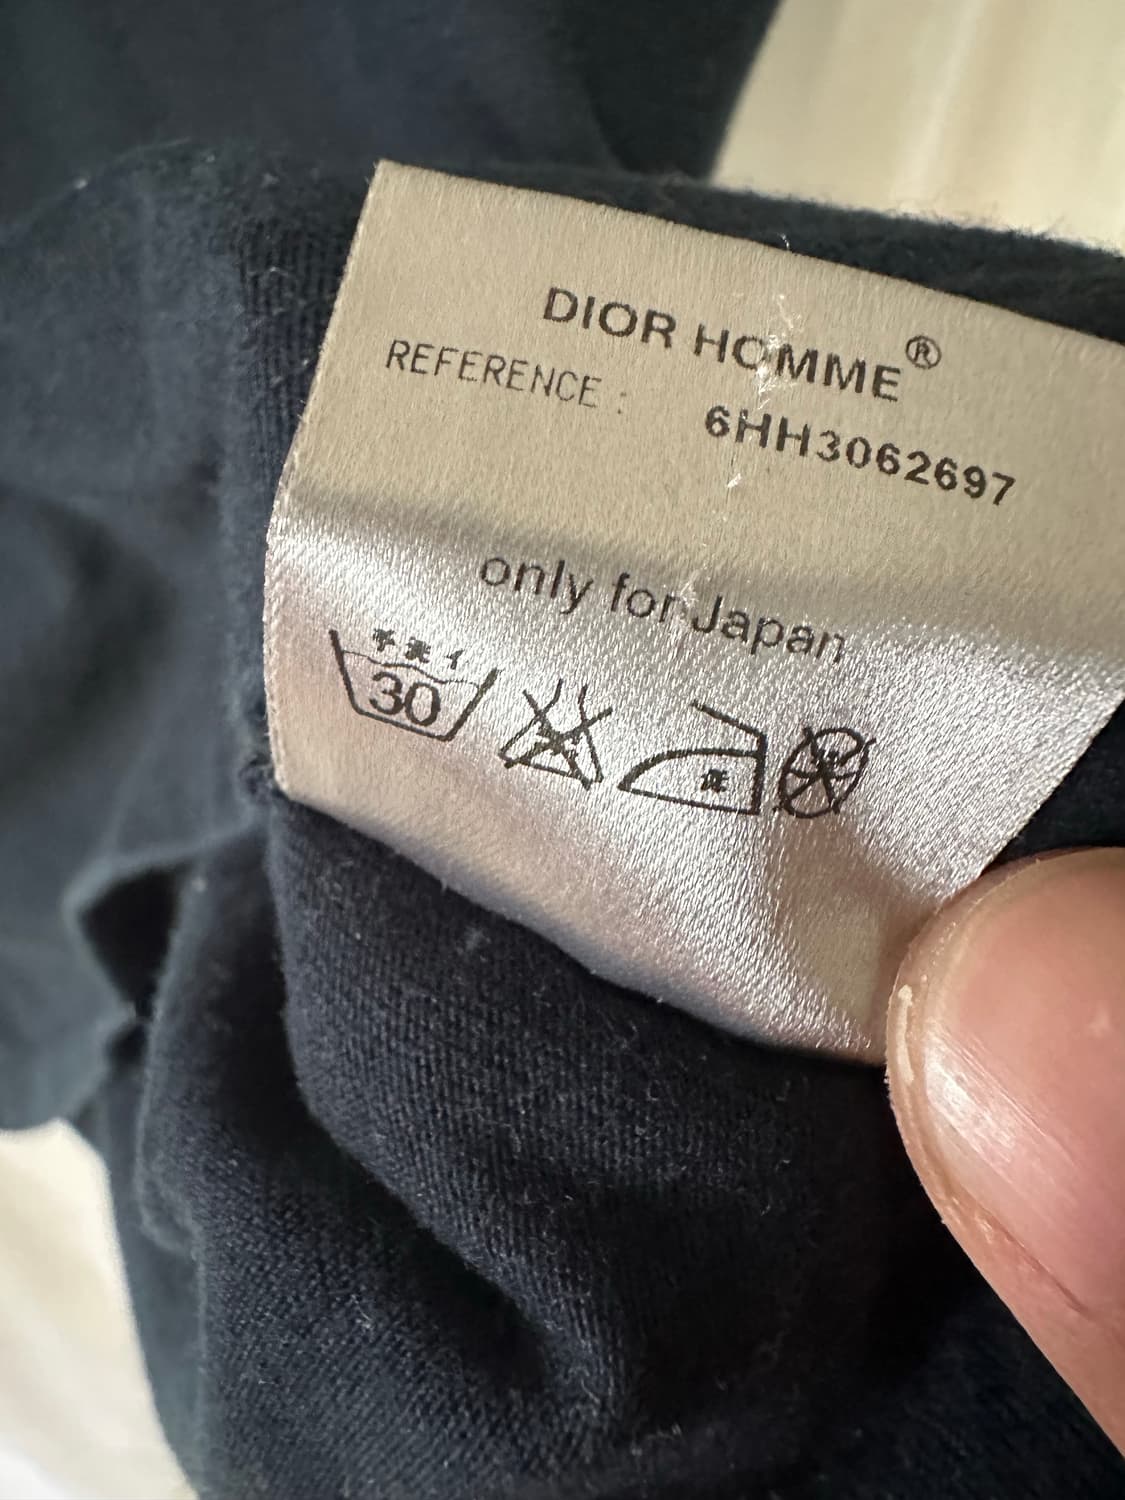 DIOR HOMME®
REFERENCE : 6HH3062697
only for Japan
手洗イ
30